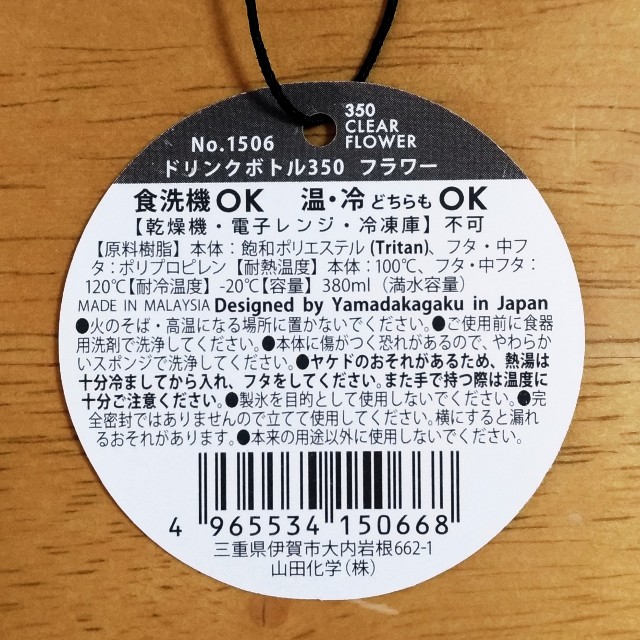 350
CLEAR
FLOWER
No.1506
ドリンクボトル350 フラワー
食洗機OK 温・冷どちらもOK
【乾燥機・電子レンジ・冷凍庫】不可
【原料樹脂】本体：飽和ポリエステル(Tritan)、フタ・中フ
タ：ポリプロピレン【耐熱温度】本体：100℃、フタ・中フタ：
120℃【耐冷温度】-20℃【容量】380ml（満水容量）
MADE IN MALAYSIA Designed by Yamadakagaku in Japan
●火のそば・高温になる場所に置かないでください。●ご使用前に食器
用洗剤で洗浄してください。●本体に傷がつく恐れがあるので、やわらか
いスポンジで洗浄してください。●ヤケドのおそれがあるため、熱湯は
十分冷ましてから入れ、フタをしてください。また手で持つ際は温度に
十分ご注意ください。●製氷を目的として使用しないでください。●完
全密封ではありませんので立てて使用してください。横にすると漏れ
るおそれがあります。●本来の用途以外に使用しないでください。
4 965534 150668
三重県伊賀市大内岩根662-1
山田化学（株）